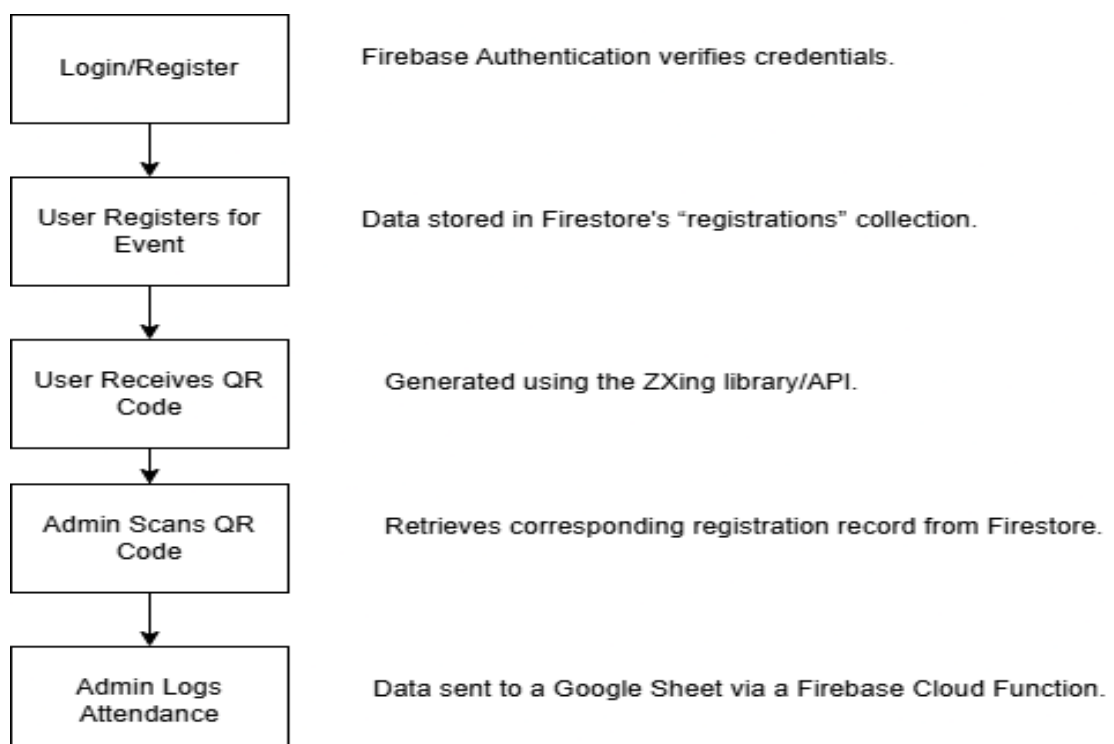 Login/Register
Firebase Authentication verifies credentials.
User Registers for
Event
Data stored in Firestore's “registrations” collection.
User Receives QR
Code
Generated using the ZXing library/API.
Admin Scans QR
Code
Retrieves corresponding registration record from Firestore.
Admin Logs
Attendance
Data sent to a Google Sheet via a Firebase Cloud Function.